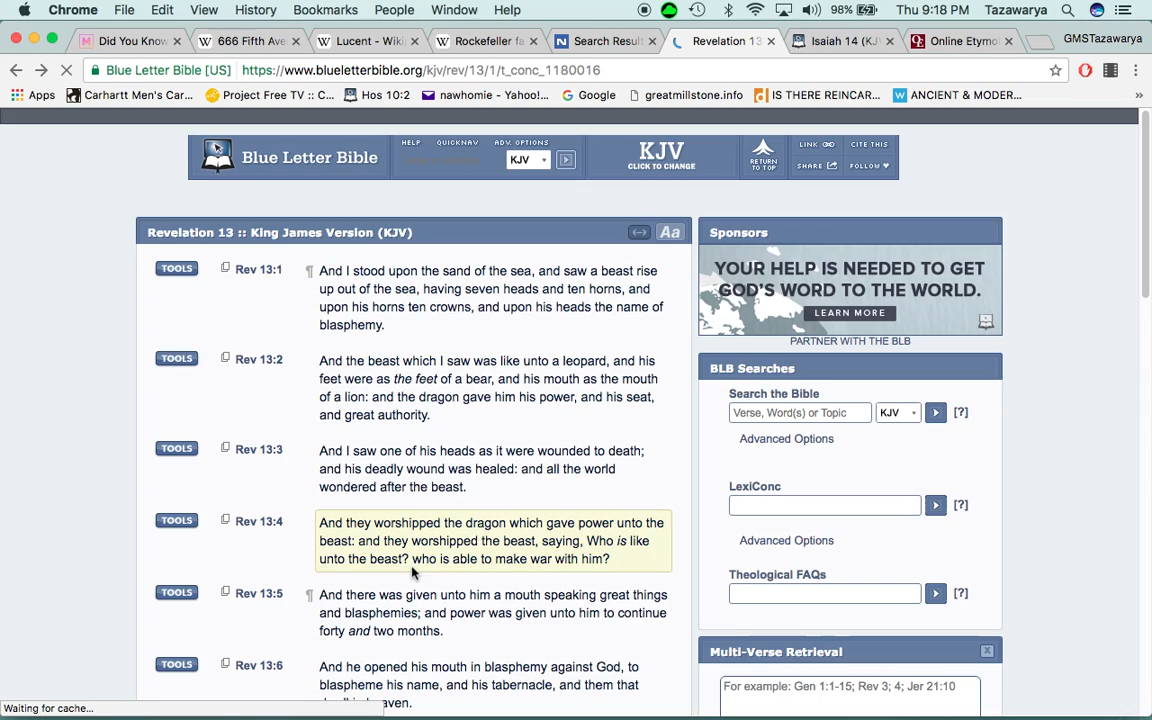 Chrome File Edit View History Bookmarks People Window Help 98% Thu 9:18 PM Tazawarya
Did You Know 666 Fifth Ave Lucent - Wiki Rockefeller fa Search Result Revelation 13 Isaiah 14 (KJV Online Etymol GMSTazawarya
Blue Letter Bible [US] https://www.blueletterbible.org/kjv/rev/13/1/t_conc_1180016
Apps Carhartt Men's Car... Project Free TV :: C... Hos 10:2 nawhomie - Yahoo!... Google greatmillstone.info IS THERE REINCAR... ANCIENT & MODER... »
Blue Letter Bible
HELP QUICKNAV ADV. OPTIONS
KJV
KJV
CLICK TO CHANGE
RETURN
TO TOP
LINK CITE THIS
SHARE FOLLOW
Revelation 13 :: King James Version (KJV) Aa
TOOLS Rev 13:1 ¶ And I stood upon the sand of the sea, and saw a beast rise
up out of the sea, having seven heads and ten horns, and
upon his horns ten crowns, and upon his heads the name of
blasphemy.
TOOLS Rev 13:2 And the beast which I saw was like unto a leopard, and his
feet were as the feet of a bear, and his mouth as the mouth
of a lion: and the dragon gave him his power, and his seat,
and great authority.
TOOLS Rev 13:3 And I saw one of his heads as it were wounded to death;
and his deadly wound was healed: and all the world
wondered after the beast.
TOOLS Rev 13:4 And they worshipped the dragon which gave power unto the
beast: and they worshipped the beast, saying, Who is like
unto the beast? who is able to make war with him?
TOOLS Rev 13:5 ¶ And there was given unto him a mouth speaking great things
and blasphemies; and power was given unto him to continue
forty and two months.
TOOLS Rev 13:6 And he opened his mouth in blasphemy against God, to
blaspheme his name, and his tabernacle, and them that
Sponsors
YOUR HELP IS NEEDED TO GET
GOD'S WORD TO THE WORLD.
LEARN MORE
PARTNER WITH THE BLB
BLB Searches
Search the Bible
Verse, Word(s) or Topic KJV [?]
Advanced Options
LexiConc
[?]
Advanced Options
Theological FAQs
[?]
Multi-Verse Retrieval X
For example: Gen 1:1-15; Rev 3; 4; Jer 21:10
Waiting for cache...